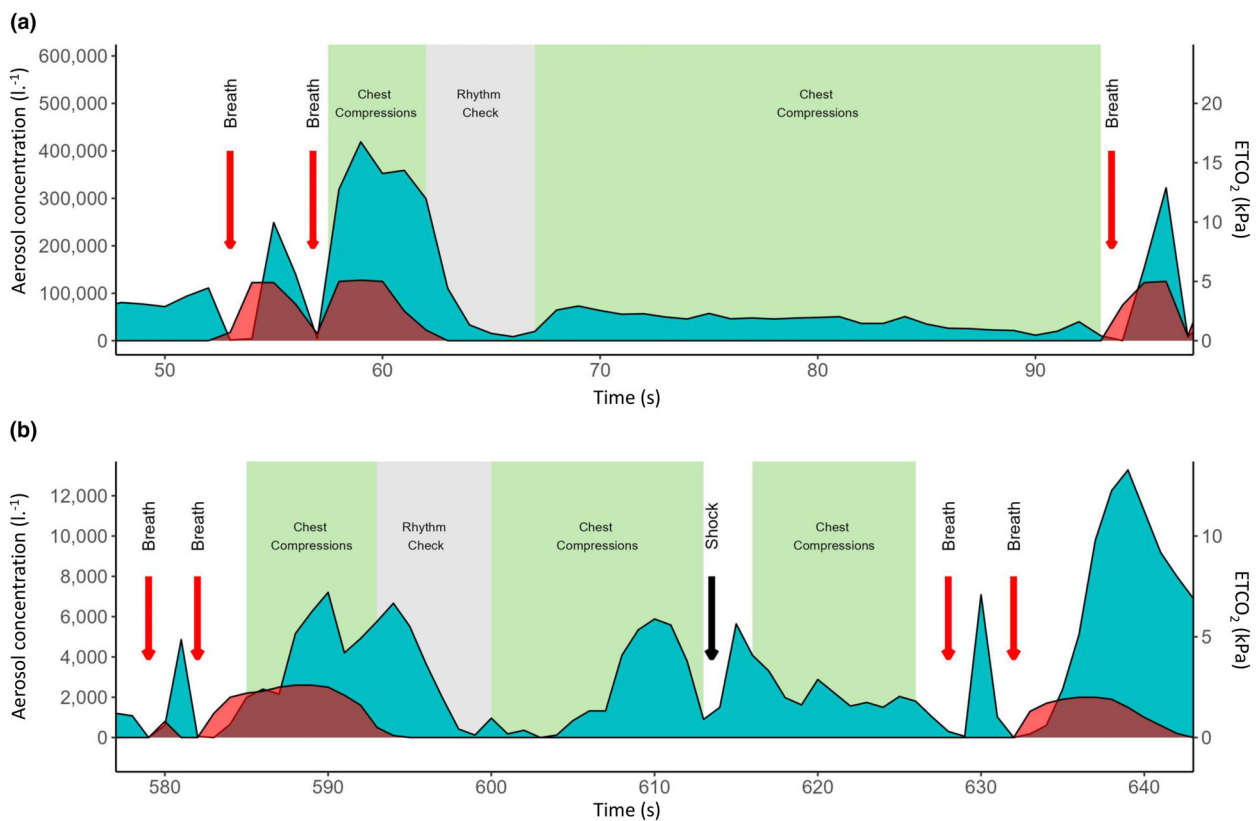 (a)
Aerosol concentration (l.⁻¹)
600,000
500,000
400,000
300,000
200,000
100,000
0
Breath
Breath
Chest
Compressions
Rhythm
Check
Chest
Compressions
Breath
20
15
10
5
0
ETCO₂ (kPa)
50
60
70
80
90
Time (s)
(b)
Aerosol concentration (l.⁻¹)
12,000
10,000
8,000
6,000
4,000
2,000
0
Breath
Breath
Chest
Compressions
Rhythm
Check
Chest
Compressions
Shock
Chest
Compressions
Breath
Breath
10
5
0
ETCO₂ (kPa)
580
590
600
610
620
630
640
Time (s)